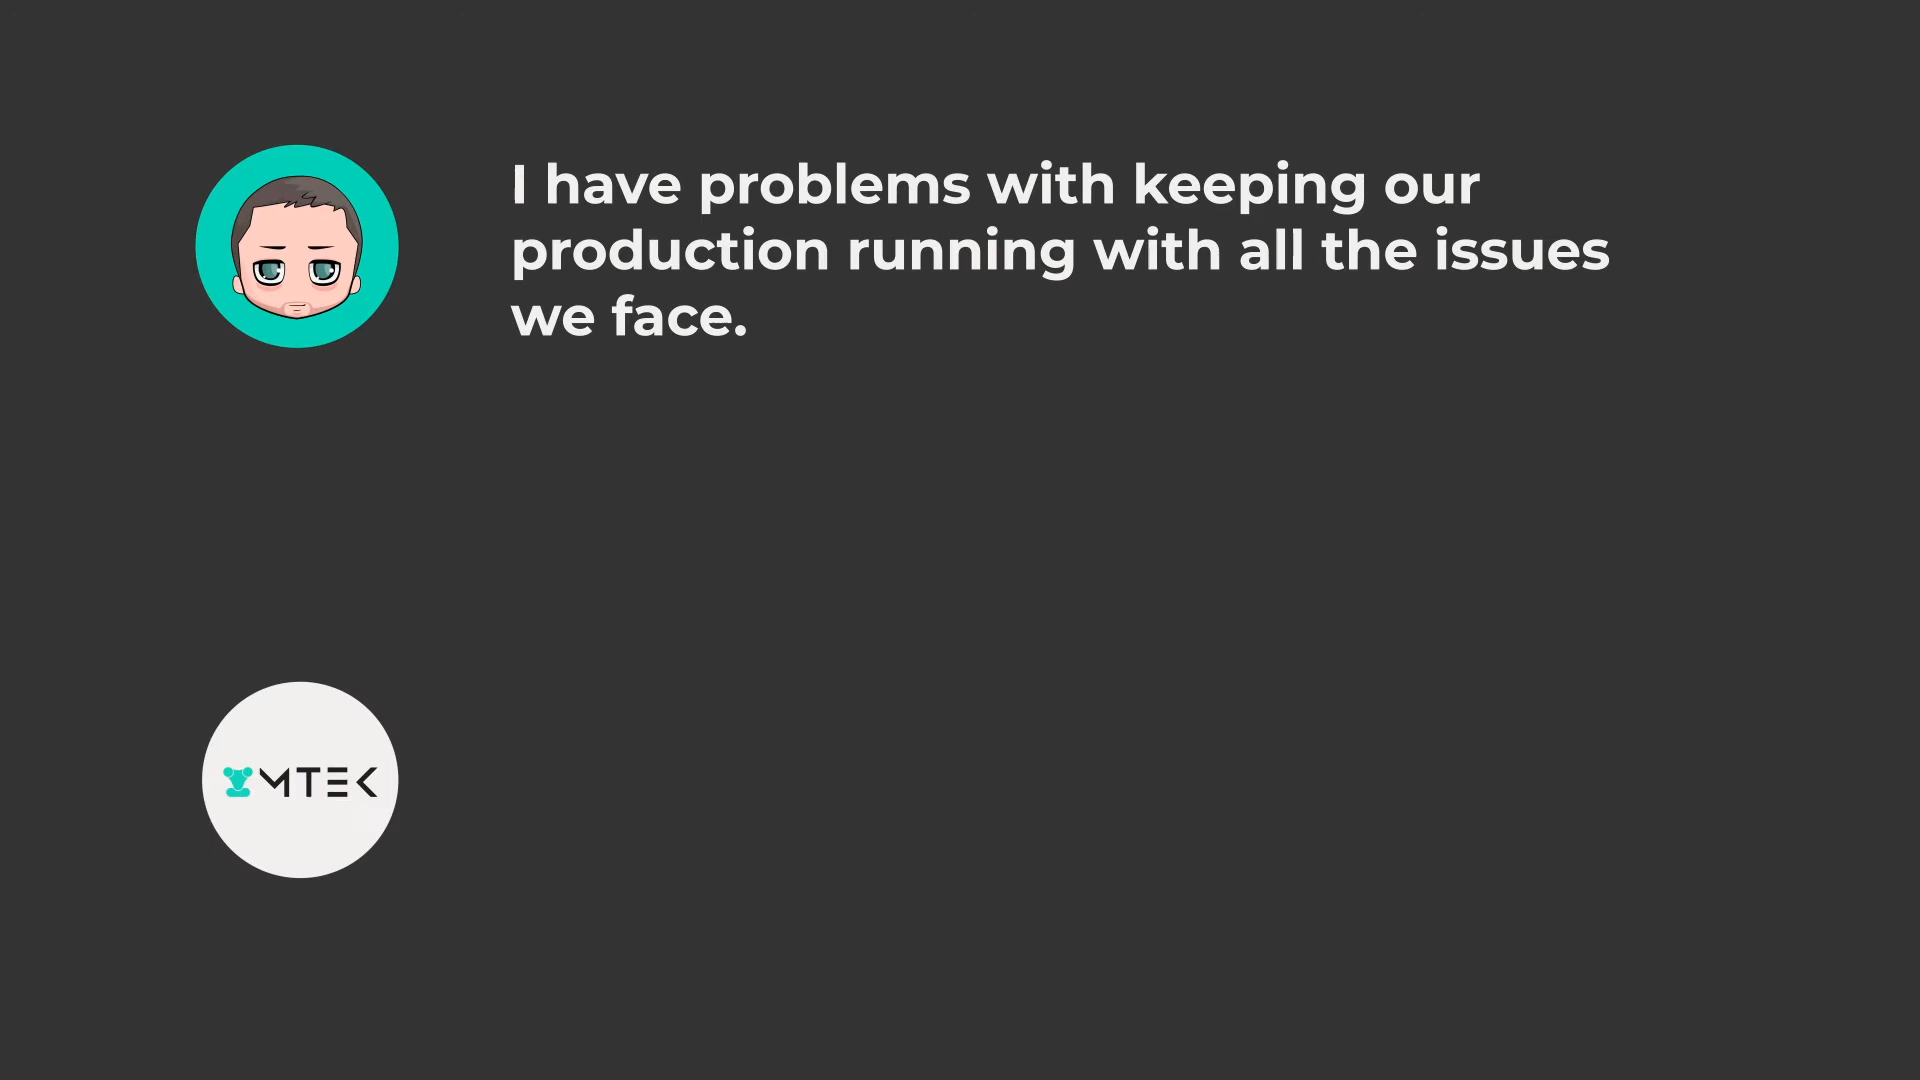 I have problems with keeping our
production running with all the issues
we face.
MTEK